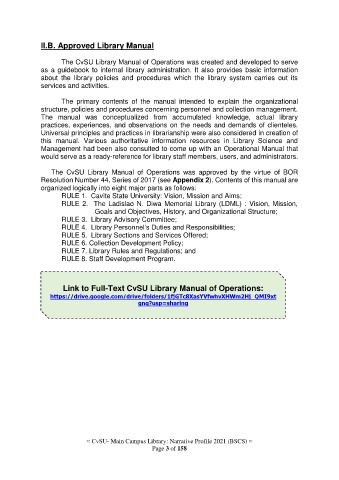 II.B. Approved Library Manual
The CvSU Library Manual of Operations was created and developed to serve
as a guidebook to internal library administration. It also provides basic information
about the library policies and procedures which the library system carries out its
services and activities.
The primary contents of the manual intended to explain the organizational
structure, policies and procedures concerning personnel and collection management.
The manual was conceptualized from accumulated knowledge, actual library
practices, experiences, and observations on the needs and demands of clienteles.
Universal principles and practices in librarianship were also considered in creation of
this manual. Various authoritative information resources in Library Science and
Management had been also consulted to come up with an Operational Manual that
would serve as a ready-reference for library staff members, users, and administrators.
The CvSU Library Manual of Operations was approved by the virtue of BOR
Resolution Number 44, Series of 2017 (see Appendix 2). Contents of this manual are
organized logically into eight major parts as follows:
RULE 1. Cavite State University: Vision, Mission and Aims;
RULE 2. The Ladislao N. Diwa Memorial Library (LDML) : Vision, Mission,
Goals and Objectives, History, and Organizational Structure;
RULE 3. Library Advisory Committee;
RULE 4. Library Personnel's Duties and Responsibilities;
RULE 5. Library Sections and Services Offered;
RULE 6. Collection Development Policy;
RULE 7. Library Rules and Regulations; and
RULE 8. Staff Development Program.
Link to Full-Text CvSU Library Manual of Operations:
gnq?usp=sharing
= CvSU- Main Campus Library: Narrative Profile 2021 (BSCS) =
Page 3 of 158